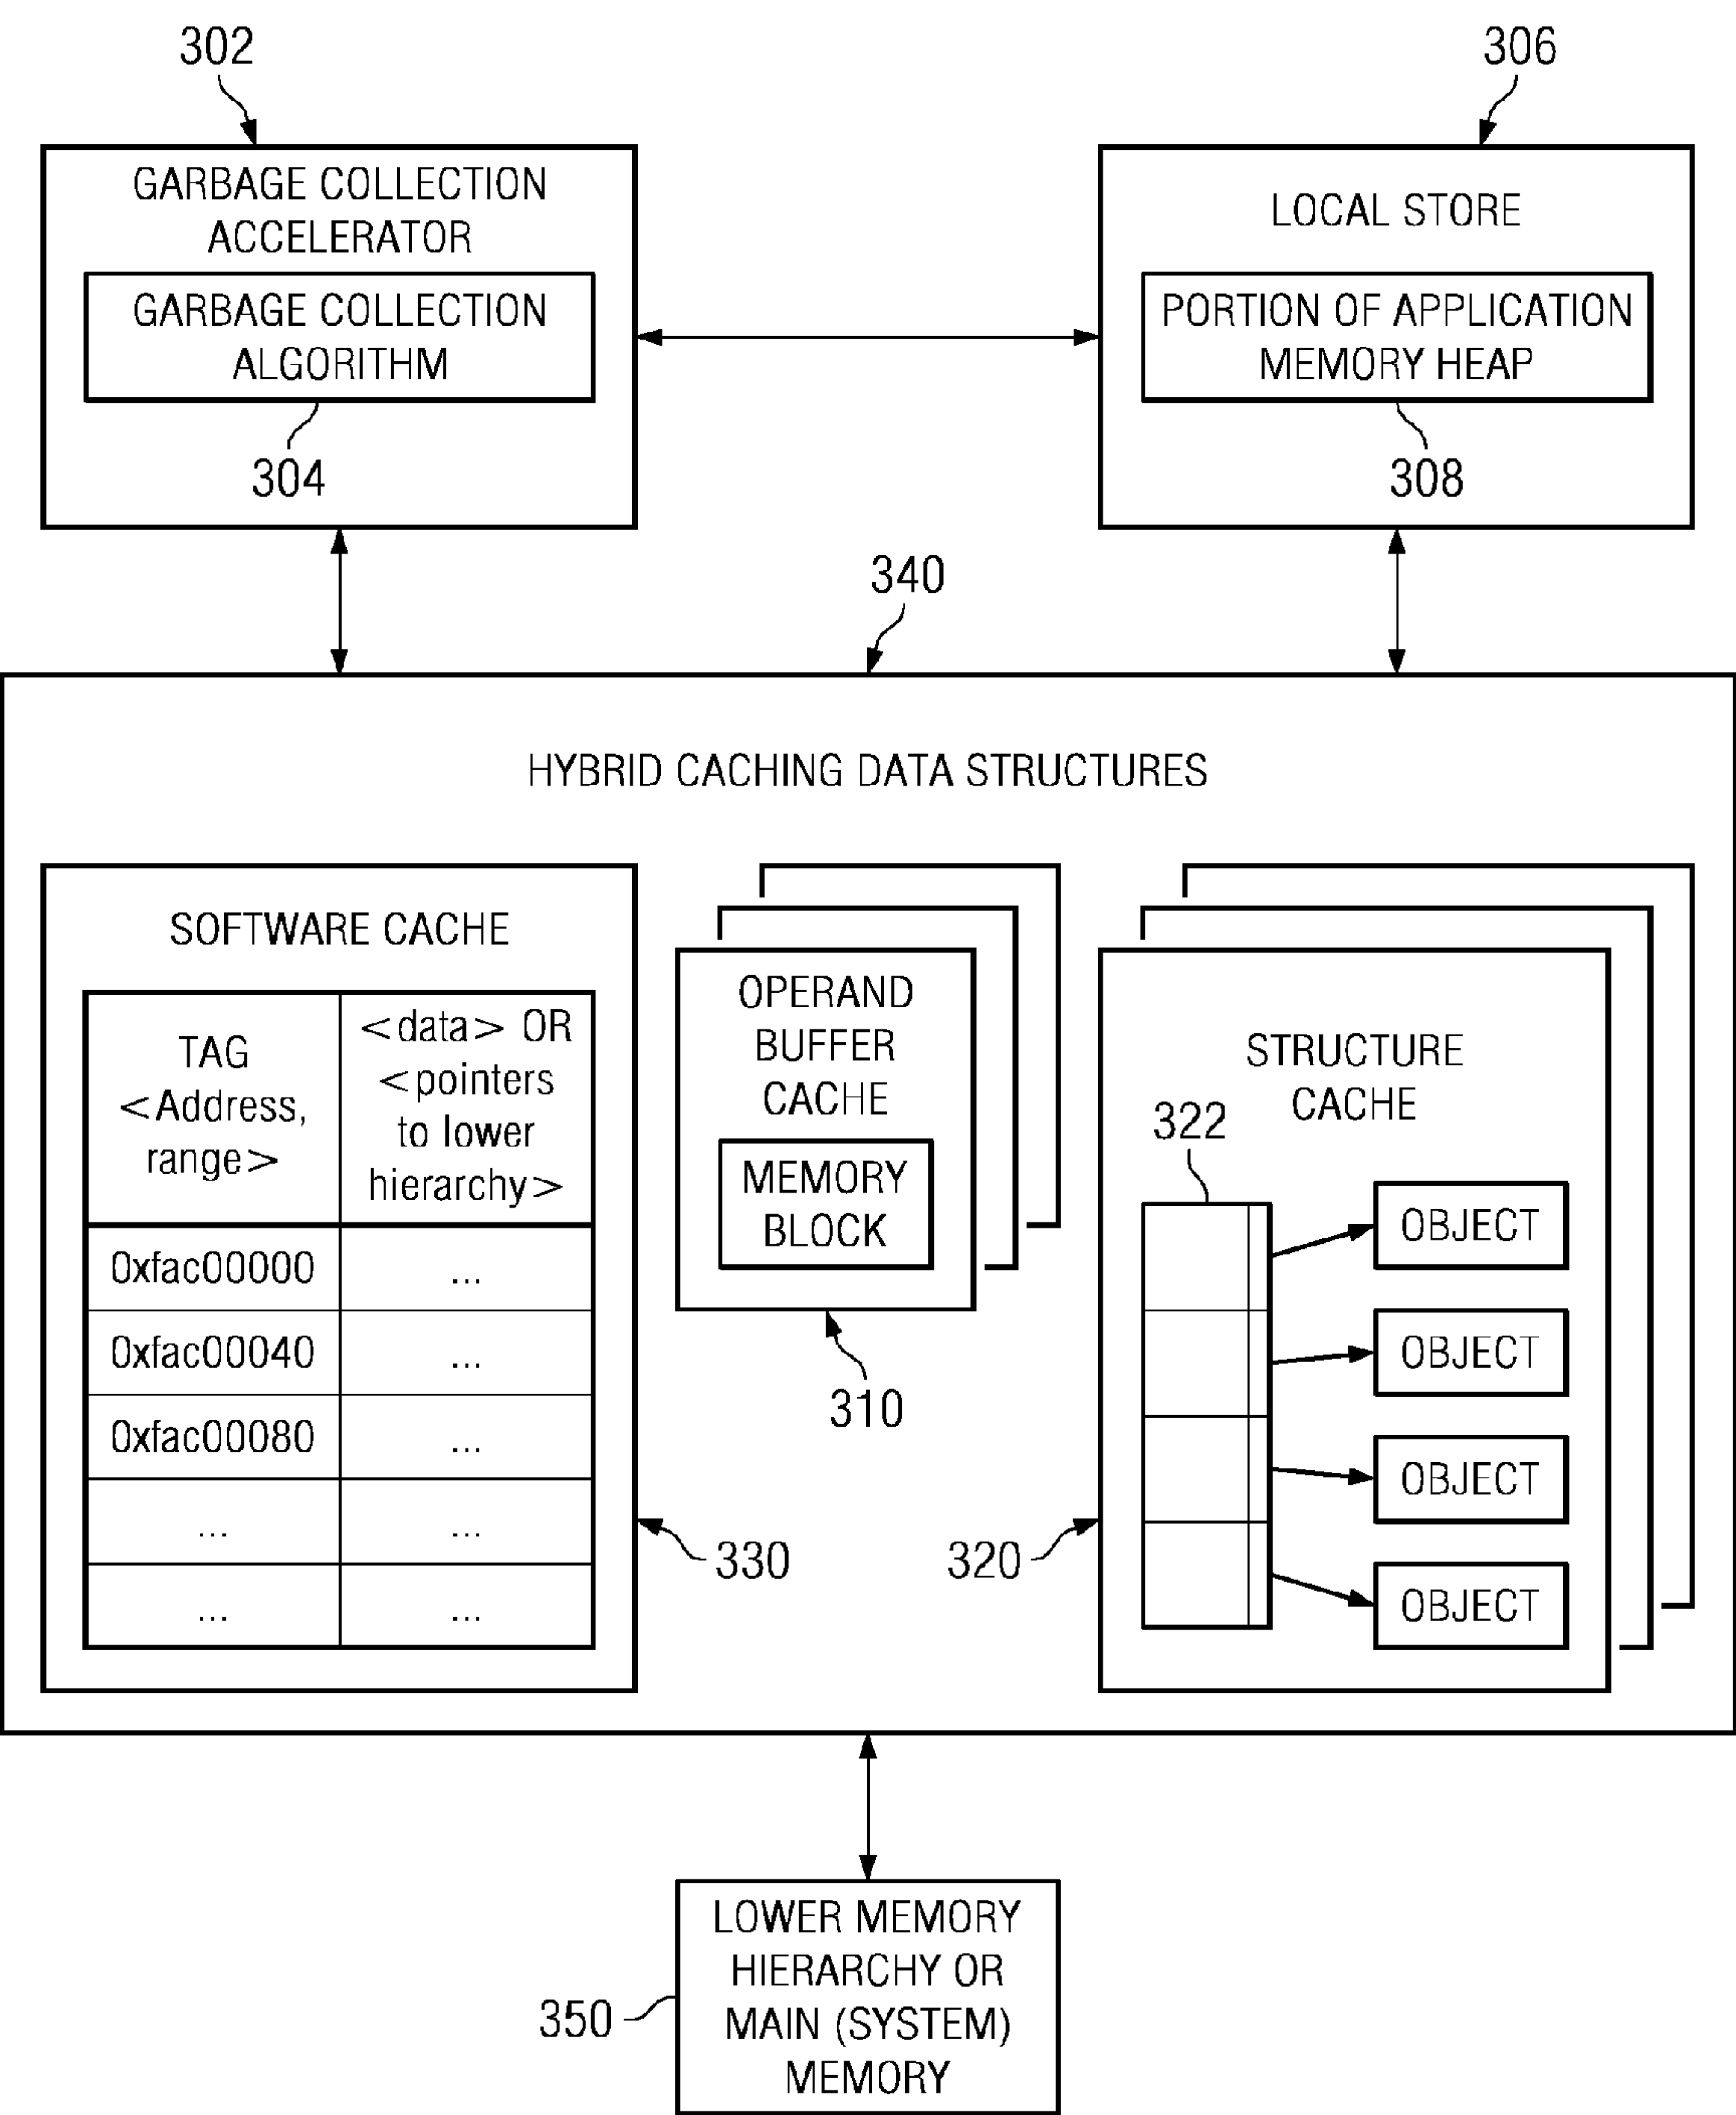 302
306
GARBAGE COLLECTION
ACCELERATOR
GARBAGE COLLECTION
ALGORITHM
304
LOCAL STORE
PORTION OF APPLICATION
MEMORY HEAP
308
340
HYBRID CACHING DATA STRUCTURES
SOFTWARE CACHE
TAG
<Address,
range>
<data> OR
<pointers
to lower
hierarchy>
0xfac00000 ...
0xfac00040 ...
0xfac00080 ...
... ...
... ...
330
OPERAND
BUFFER
CACHE
MEMORY
BLOCK
310
STRUCTURE
CACHE
322
OBJECT
OBJECT
OBJECT
OBJECT
320
LOWER MEMORY
HIERARCHY OR
MAIN (SYSTEM)
MEMORY
350